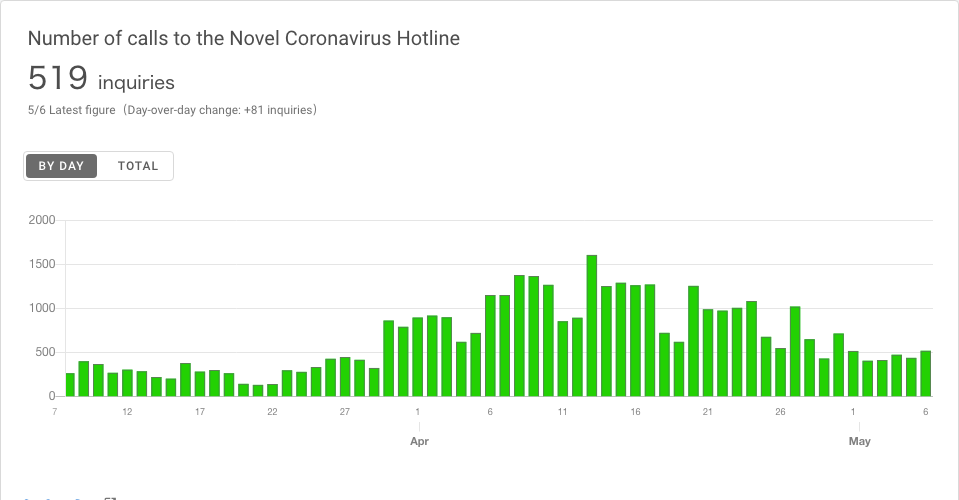 Number of calls to the Novel Coronavirus Hotline
519 inquiries
5/6 Latest figure（Day-over-day change: +81 inquiries）
BY DAY TOTAL
2000
1500
1000
500
0
7 12 17 22 27 1 6 11 16 21 26 1 6
Apr May